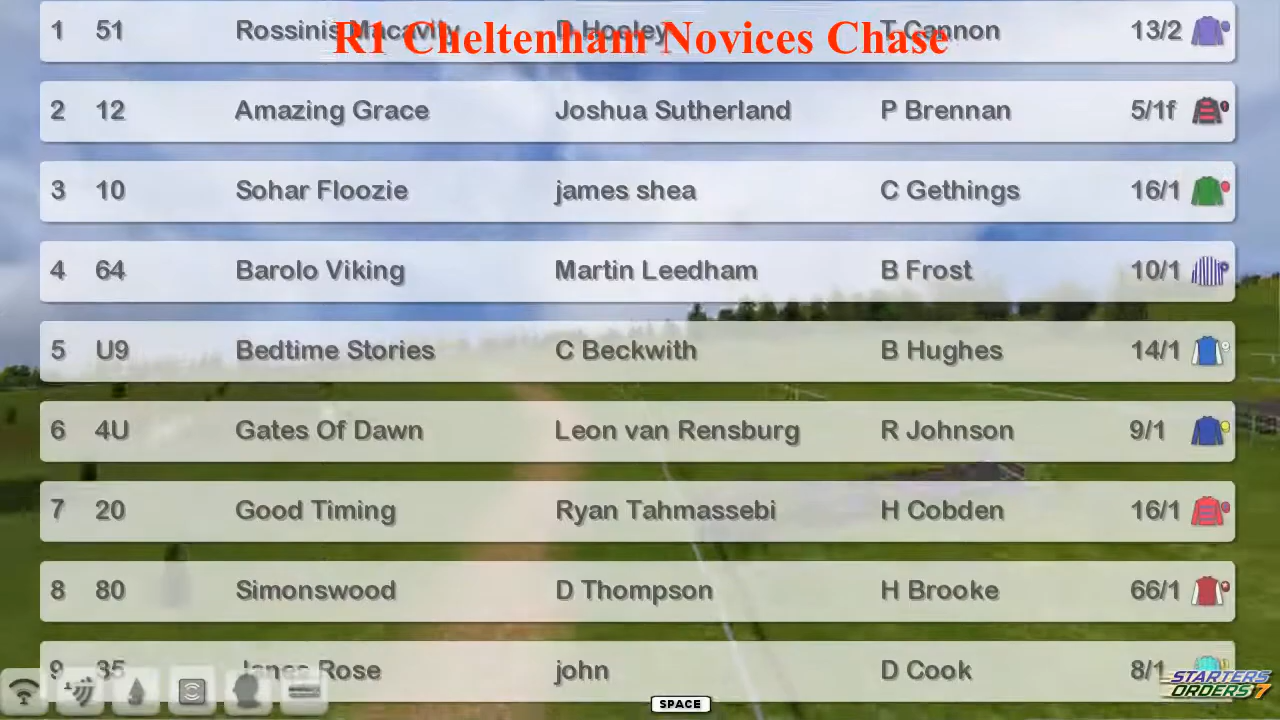 R1 Cheltenham Novices Chase
1 51 Rossinis Macavity D Hooley T Cannon 13/2
2 12 Amazing Grace Joshua Sutherland P Brennan 5/1f
3 10 Sohar Floozie james shea C Gethings 16/1
4 64 Barolo Viking Martin Leedham B Frost 10/1
5 U9 Bedtime Stories C Beckwith B Hughes 14/1
6 4U Gates Of Dawn Leon van Rensburg R Johnson 9/1
7 20 Good Timing Ryan Tahmassebi H Cobden 16/1
8 80 Simonswood D Thompson H Brooke 66/1
9 35 Janes Rose john D Cook 8/1
SPACE
STARTERS
ORDERS 7